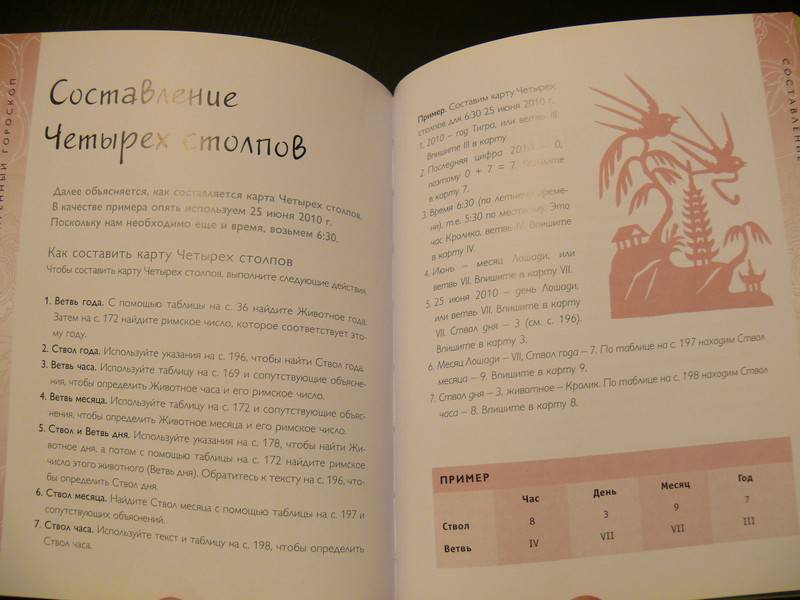 РЕННЫЙ ГОРОСКОП
Составление
Четырех столпов
Далее объясняется, как составляется карта Четырех столпов.
В качестве примера опять используем 25 июня 2010 г.
Поскольку нам необходимо еще и время, возьмем 6:30.
Как составить карту Четырех столпов
Чтобы составить карту Четырех столпов, выполните следующие действия.
1. Ветвь года. С помощью таблицы на с. 36 найдите Животное года.
Затем на с. 172 найдите римское число, которое соответствует это-
му году.
2. Ствол года. Используйте указания на с. 196, чтобы найти Ствол года.
3. Ветвь часа. Используйте таблицу на с. 169 и сопутствующие объясне-
ния, чтобы определить Животное часа и его римское число.
4. Ветвь месяца. Используйте таблицу на с. 172 и сопутствующие объяс-
нения, чтобы определить Животное месяца и его римское число.
5. Ствол и Ветвь дня. Используйте указания на с. 178, чтобы найти Жи-
вотное дня, а потом с помощью таблицы на с. 172 найдите римское
число этого животного (Ветвь дня). Обратитесь к тексту на с. 196, что-
бы определить Ствол дня.
6. Ствол месяца. Найдите Ствол месяца с помощью таблицы на с. 197 и
сопутствующих объяснений.
7. Ствол часа. Используйте текст и таблицу на с. 198, чтобы определить
Ствол часа.
Пример. Составим карту Четырех
столпов для 6:30 25 июня 2010 г.
1. 2010 – год Тигра, или ветвь III.
Впишите III в карту.
2. Последняя цифра 2010 – 0,
поэтому 0 + 7 = 7. Впишите
в карту 7.
3. Время 6:30 (по летнему време-
ни), т.е. 5:30 по местному. Это
час Кролика, ветвь IV. Впишите
в карту IV.
4. Июнь – месяц Лошади, или
ветвь VII. Впишите в карту VII.
5. 25 июня 2010 – день Лошади,
или ветвь VII. Впишите в карту
VII. Ствол дня – 3 (см. с. 196).
Впишите в карту 3.
6. Месяц Лошади – VII, Ствол года – 7. По таблице на с. 197 находим Ствол
месяца – 9. Впишите в карту 9.
7. Ствол дня – 3, животное – Кролик. По таблице на с. 198 находим Ствол
часа – 8. Впишите в карту 8.
ПРИМЕР
Час День Месяц Год
Ствол 8 3 9 7
Ветвь IV VII VII III
СОСТАВЛЕНИЕ